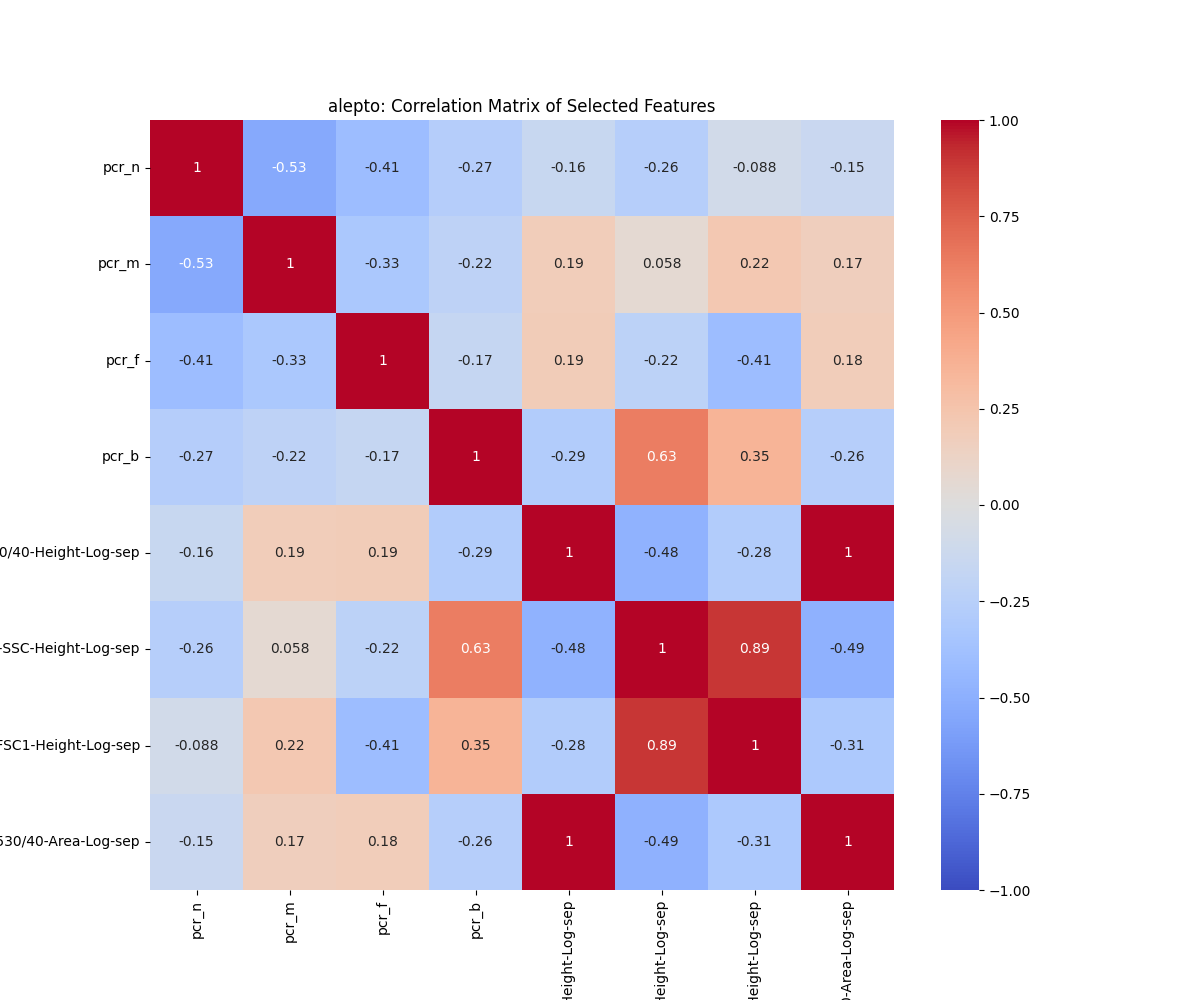 alepto: Correlation Matrix of Selected Features
1.00
pcr_n 1 -0.53 -0.41 -0.27 -0.16 -0.26 -0.088 -0.15
0.75
pcr_m -0.53 1 -0.33 -0.22 0.19 0.058 0.22 0.17
0.50
pcr_f -0.41 -0.33 1 -0.17 0.19 -0.22 -0.41 0.18
0.25
pcr_b -0.27 -0.22 -0.17 1 -0.29 0.63 0.35 -0.26
0.00
0/40-Height-Log-sep -0.16 0.19 0.19 -0.29 1 -0.48 -0.28 1
−0.25
-SSC-Height-Log-sep -0.26 0.058 -0.22 0.63 -0.48 1 0.89 -0.49
−0.50
FSC1-Height-Log-sep -0.088 0.22 -0.41 0.35 -0.28 0.89 1 -0.31
−0.75
530/40-Area-Log-sep -0.15 0.17 0.18 -0.26 1 -0.49 -0.31 1
−1.00
pcr_n
pcr_m
pcr_f
pcr_b
Height-Log-sep
Height-Log-sep
Height-Log-sep
-Area-Log-sep